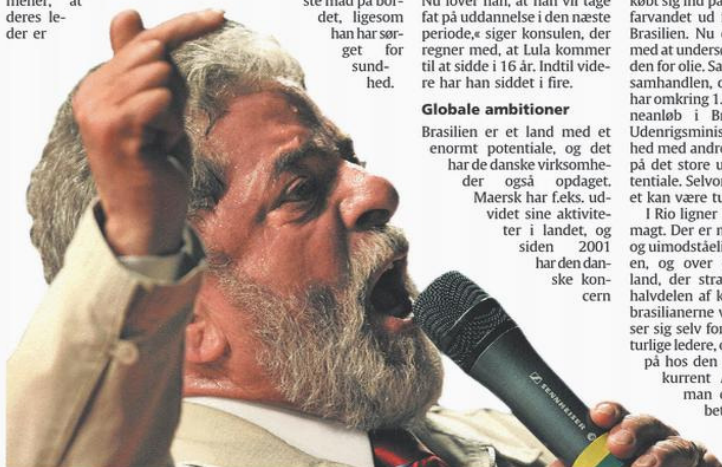 mener, at
deres le-
der er
ste mad på bor-
det, ligesom
han har sør-
get for
sund-
hed.
Nu lover han, at han vil tage
fat på uddannelse i den næste
periode,« siger konsulen, der
regner med, at Lula kommer
til at sidde i 16 år. Indtil vide-
re har han siddet i fire.
Globale ambitioner
Brasilien er et land med et
enormt potentiale, og det
har de danske virksomhe-
der også opdaget.
Maersk har f.eks. ud-
videt sine aktivite-
ter i landet, og
siden 2001
har den dan-
ske kon-
cern
købt sig ind på
farvandet ud
Brasilien. Nu
med at unders
den for olie. Sa
samhandlen,
har omkring 1.
neanløb i Br
Udenrigsminis
hed med andre
på det store u
tentiale. Selvo
et kan være tu
I Rio ligner
magt. Der er
og uimodståeli
en, og over
land, der stra
halvdelen af k
brasilianerne v
ser sig selv for
turlige ledere,
på hos den
kurrent
man
bet
SENNHEISER